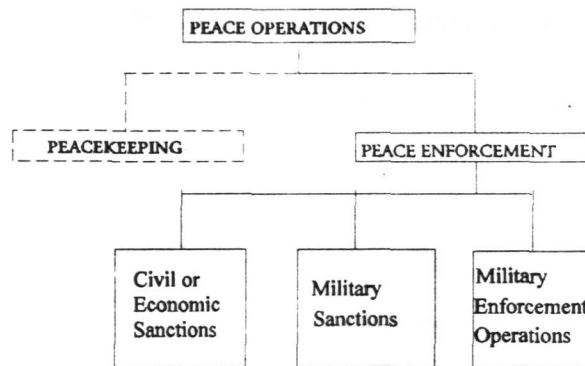 PEACE OPERATIONS
PEACEKEEPING
PEACE ENFORCEMENT
Civil or
Economic
Sanctions
Military
Sanctions
Military
Enforcement
Operations